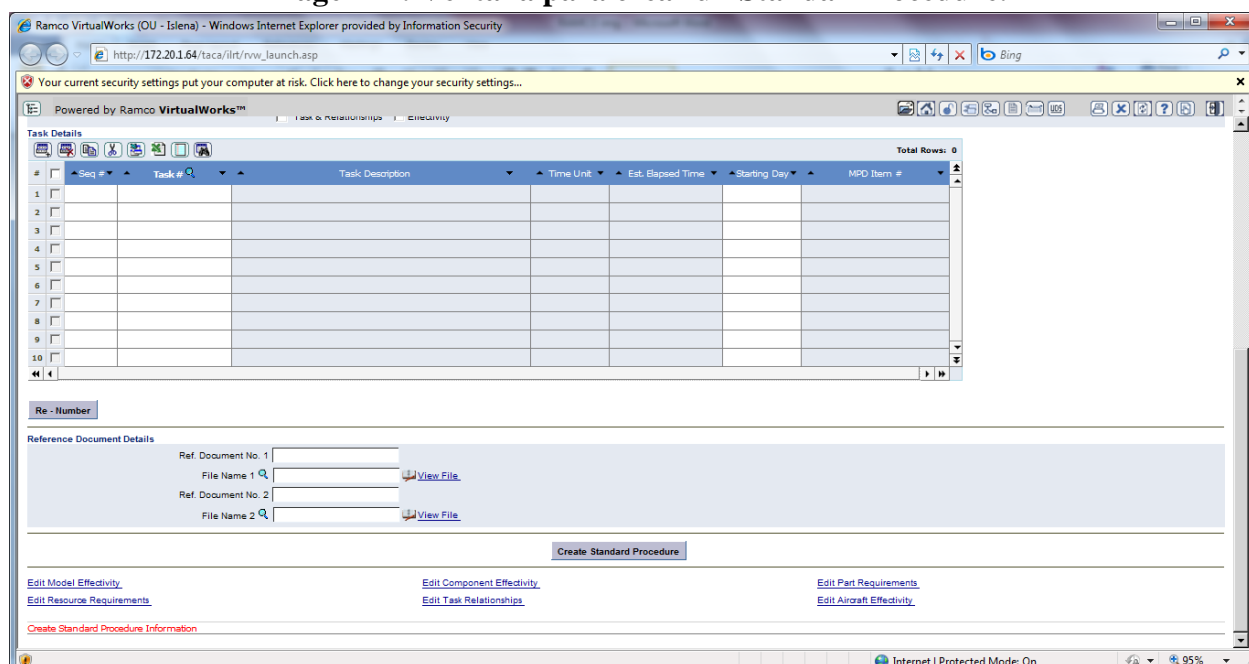 Ramco VirtualWorks (OU - Islena) - Windows Internet Explorer provided by Information Security
http://172.20.1.64/taca/ilrt/rvw_launch.asp
Bing
Your current security settings put your computer at risk. Click here to change your security settings...
Powered by Ramco VirtualWorks™
UDS
Task & Relationships Effectivity
Task Details
Total Rows: 0
# Seq # Task # Task Description Time Unit Est. Elapsed Time Starting Day MPD Item #
1
2
3
4
5
6
7
8
9
10
Re - Number
Reference Document Details
Ref. Document No. 1
File Name 1 View File
Ref. Document No. 2
File Name 2 View File
Create Standard Procedure
Edit Model Effectivity Edit Component Effectivity Edit Part Requirements
Edit Resource Requirements Edit Task Relationships Edit Aircraft Effectivity
Create Standard Procedure Information
Internet | Protected Mode: On 95%